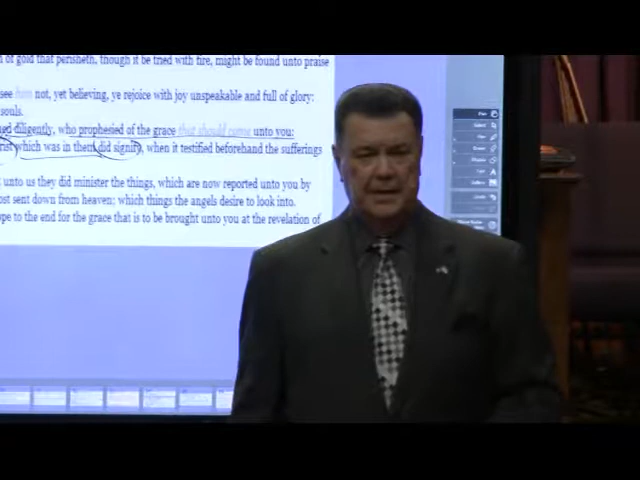 of gold that perisheth, though it be tried with fire, might be found unto praise
see him not, yet believing, ye rejoice with joy unspeakable and full of glory:
souls.
diligently, who prophesied of the grace that should come unto you:
which was in them did signify, when it testified beforehand the sufferings
unto us they did minister the things, which are now reported unto you by
sent down from heaven; which things the angels desire to look into.
to the end for the grace that is to be brought unto you at the revelation of